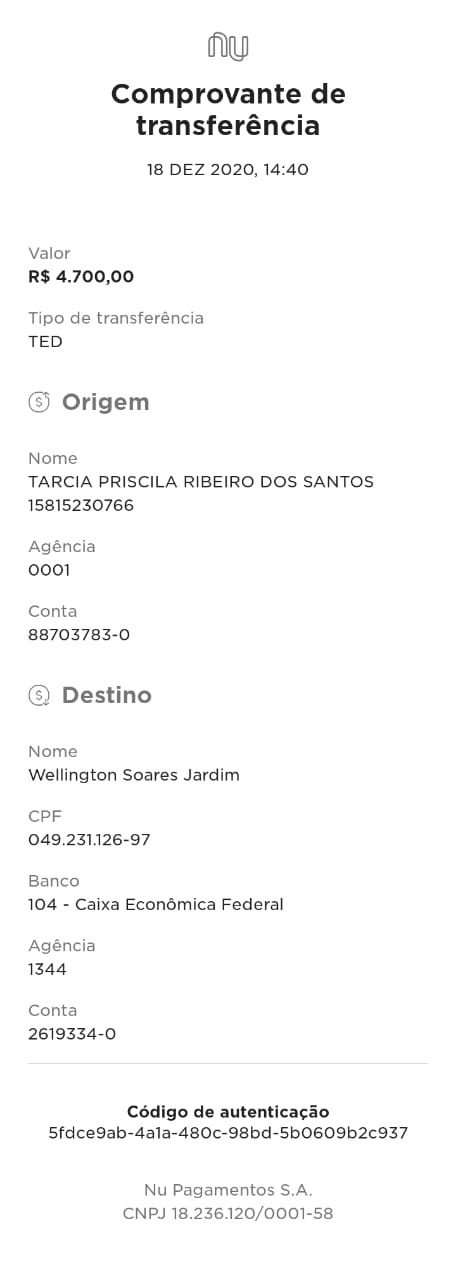 nu
Comprovante de
transferência
18 DEZ 2020, 14:40
Valor
R$ 4.700,00
Tipo de transferência
TED
Origem
Nome
TARCIA PRISCILA RIBEIRO DOS SANTOS
15815230766
Agência
0001
Conta
88703783-0
Destino
Nome
Wellington Soares Jardim
CPF
049.231.126-97
Banco
104 - Caixa Econômica Federal
Agência
1344
Conta
2619334-0
Código de autenticação
5fdce9ab-4a1a-480c-98bd-5b0609b2c937
Nu Pagamentos S.A.
CNPJ 18.236.120/0001-58